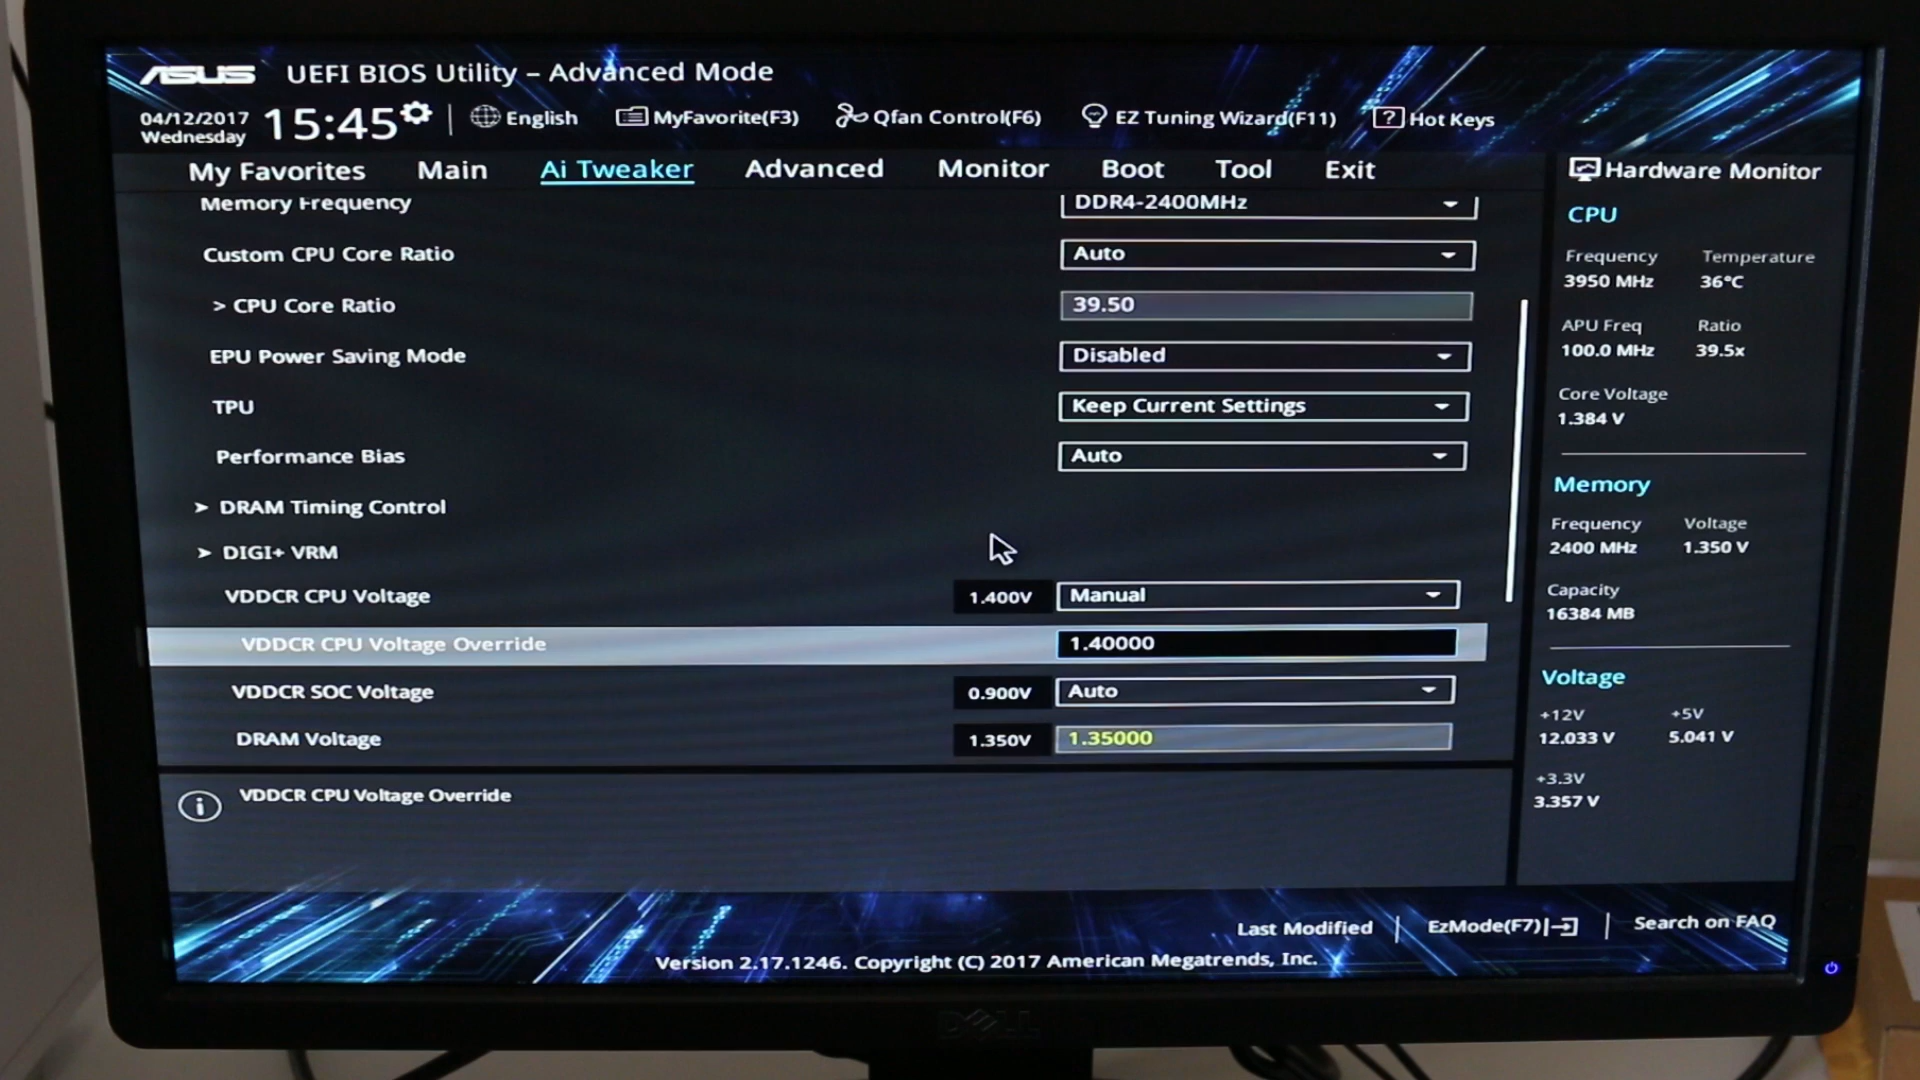 ASUS UEFI BIOS Utility – Advanced Mode
04/12/2017 Wednesday 15:45 English MyFavorite(F3) Qfan Control(F6) EZ Tuning Wizard(F11) ? Hot Keys
My Favorites Main Ai Tweaker Advanced Monitor Boot Tool Exit
Memory Frequency DDR4-2400MHz
Custom CPU Core Ratio Auto
> CPU Core Ratio 39.50
EPU Power Saving Mode Disabled
TPU Keep Current Settings
Performance Bias Auto
> DRAM Timing Control
> DIGI+ VRM
VDDCR CPU Voltage 1.400V Manual
VDDCR CPU Voltage Override 1.40000
VDDCR SOC Voltage 0.900V Auto
DRAM Voltage 1.350V 1.35000
i VDDCR CPU Voltage Override
Hardware Monitor
CPU
Frequency Temperature
3950 MHz 36°C
APU Freq Ratio
100.0 MHz 39.5x
Core Voltage
1.384 V
Memory
Frequency Voltage
2400 MHz 1.350 V
Capacity
16384 MB
Voltage
+12V +5V
12.033 V 5.041 V
+3.3V
3.357 V
Last Modified EzMode(F7) Search on FAQ
Version 2.17.1246. Copyright (C) 2017 American Megatrends, Inc.
DELL